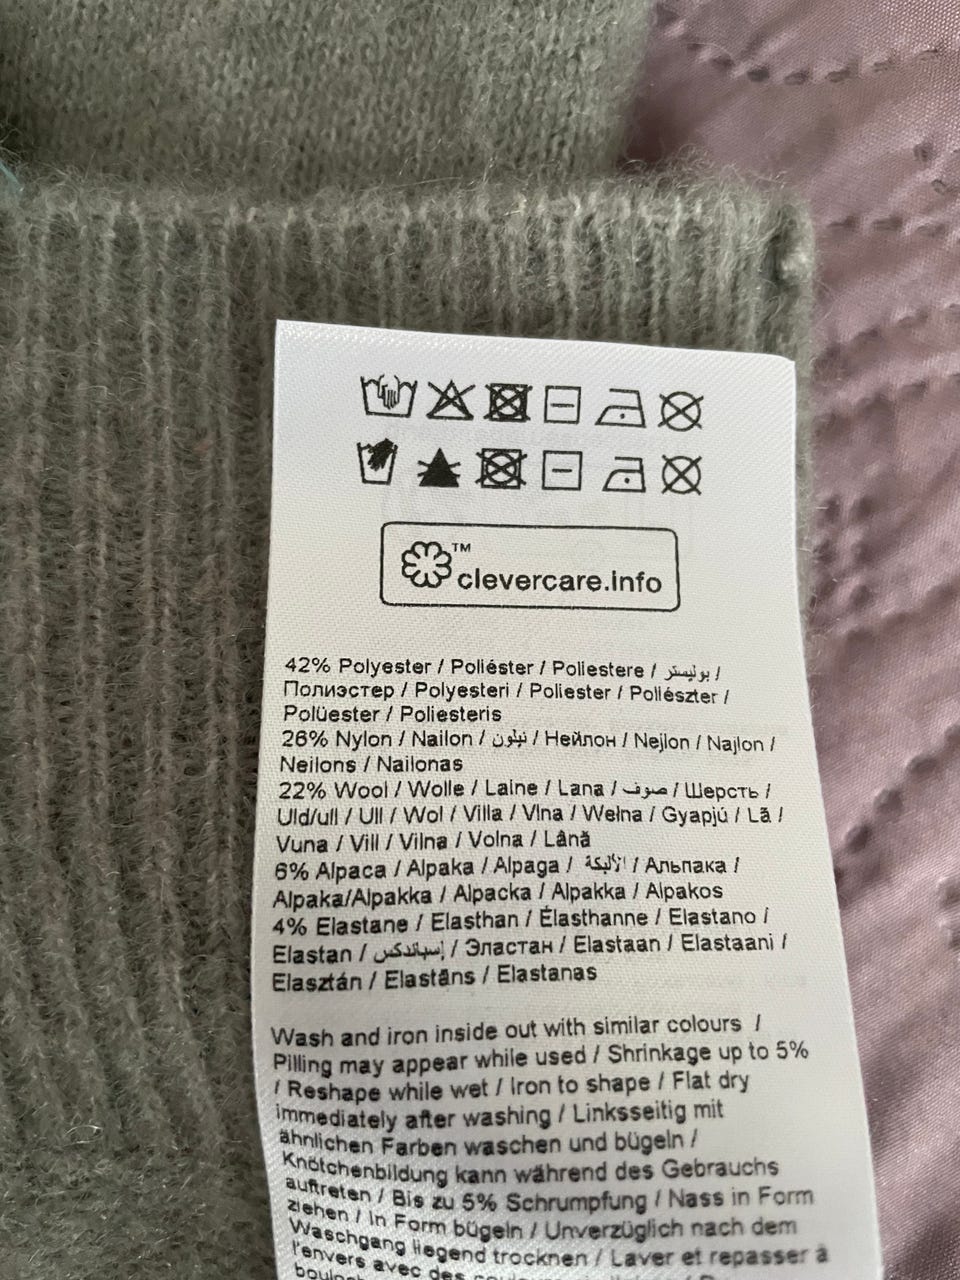 ™
clevercare.info
42% Polyester / Poliéster / Poliestere / بوليستر /
Полиэстер / Polyesteri / Poliester / Poliészter /
Polüester / Poliesteris
26% Nylon / Nailon / نيلون / Нейлон / Nejlon / Najlon /
Neilons / Nailonas
22% Wool / Wolle / Laine / Lana / صوف / Шерсть /
Uld/ull / Ull / Wol / Villa / Vlna / Wełna / Gyapjú / Lã /
Vuna / Vill / Vilna / Volna / Lână
6% Alpaca / Alpaka / Alpaga / الألبكة / Альпака /
Alpaka/Alpakka / Alpacka / Alpakka / Alpakos
4% Elastane / Elasthan / Élasthanne / Elastano /
Elastan / إسباندكس / Эластан / Elastaan / Elastaani /
Elasztán / Elastāns / Elastanas
Wash and iron inside out with similar colours /
Pilling may appear while used / Shrinkage up to 5%
/ Reshape while wet / Iron to shape / Flat dry
immediately after washing / Linksseitig mit
ähnlichen Farben waschen und bügeln /
Knötchenbildung kann während des Gebrauchs
auftreten / Bis zu 5% Schrumpfung / Nass in Form
ziehen / In Form bügeln / Unverzüglich nach dem
Waschgang liegend trocknen / Laver et repasser à
l'envers avec des